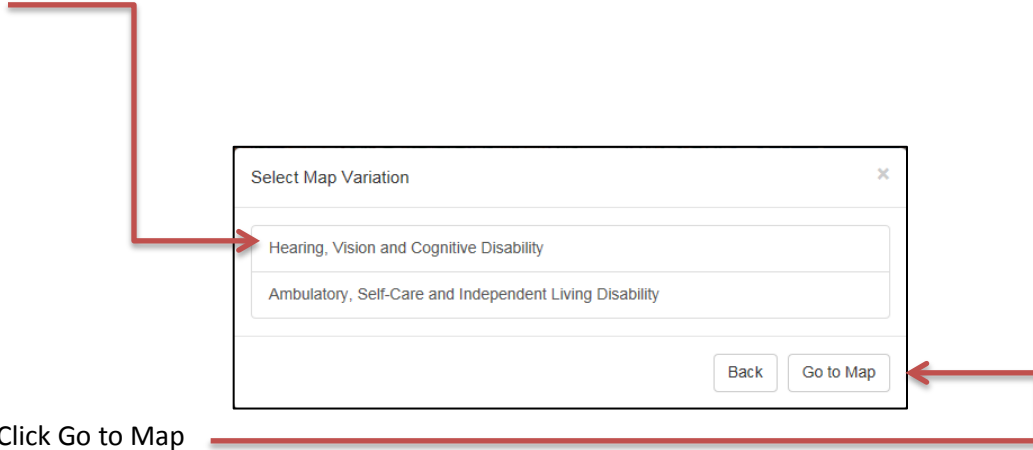 Select Map Variation ×
Hearing, Vision and Cognitive Disability
Ambulatory, Self-Care and Independent Living Disability
Back Go to Map
Click Go to Map